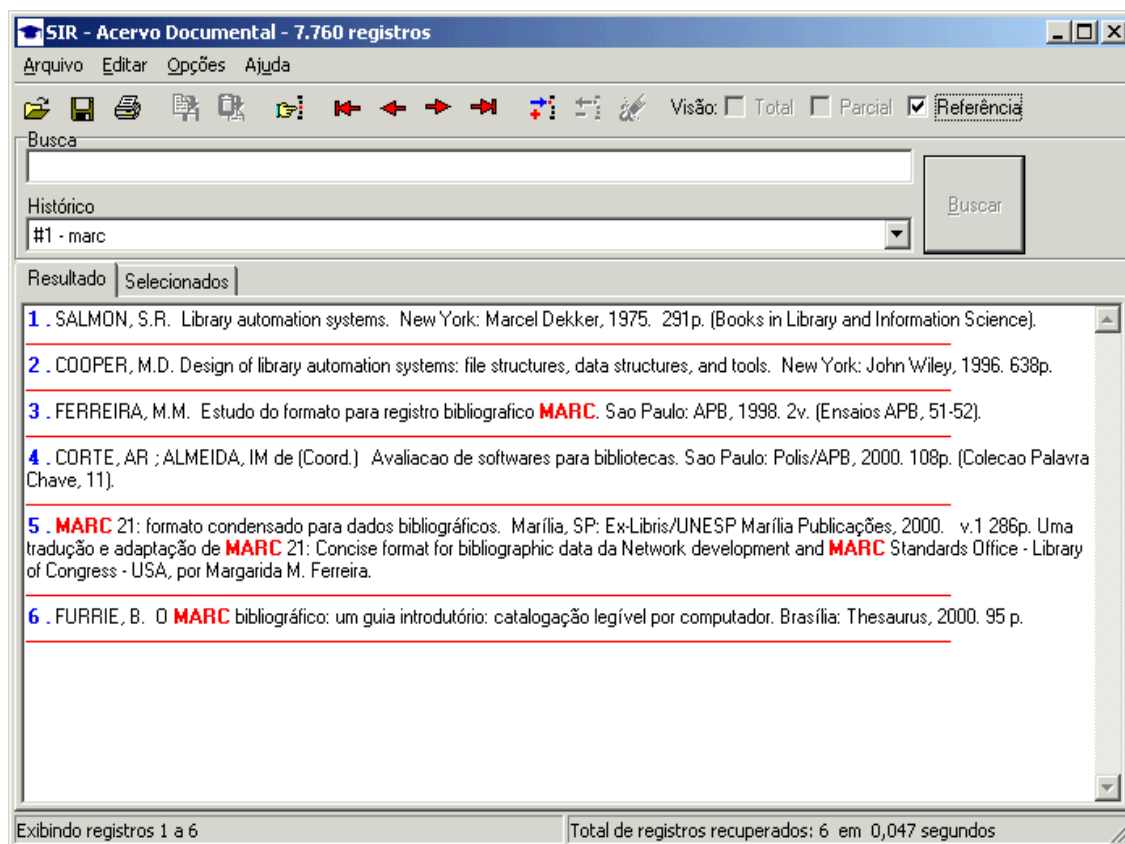 SIR - Acervo Documental - 7.760 registros
Arquivo Editar Opções Ajuda
Visão: Total Parcial Referência
Busca
Histórico
Buscar
#1 - marc
Resultado Selecionados
1 . SALMON, S.R. Library automation systems. New York: Marcel Dekker, 1975. 291p. (Books in Library and Information Science).
2 . COOPER, M.D. Design of library automation systems: file structures, data structures, and tools. New York: John Wiley, 1996. 638p.
3 . FERREIRA, M.M. Estudo do formato para registro bibliografico MARC. Sao Paulo: APB, 1998. 2v. (Ensaios APB, 51-52).
4 . CORTE, AR ; ALMEIDA, IM de (Coord.) Avaliacao de softwares para bibliotecas. Sao Paulo: Polis/APB, 2000. 108p. (Colecao Palavra
Chave, 11).
5 . MARC 21: formato condensado para dados bibliográficos. Marília, SP: Ex-Libris/UNESP Marília Publicações, 2000. v.1 286p. Uma
tradução e adaptação de MARC 21: Concise format for bibliographic data da Network development and MARC Standards Office - Library
of Congress - USA, por Margarida M. Ferreira.
6 . FURRIE, B. O MARC bibliográfico: um guia introdutório: catalogação legível por computador. Brasília: Thesaurus, 2000. 95 p.
Exibindo registros 1 a 6
Total de registros recuperados: 6 em 0,047 segundos